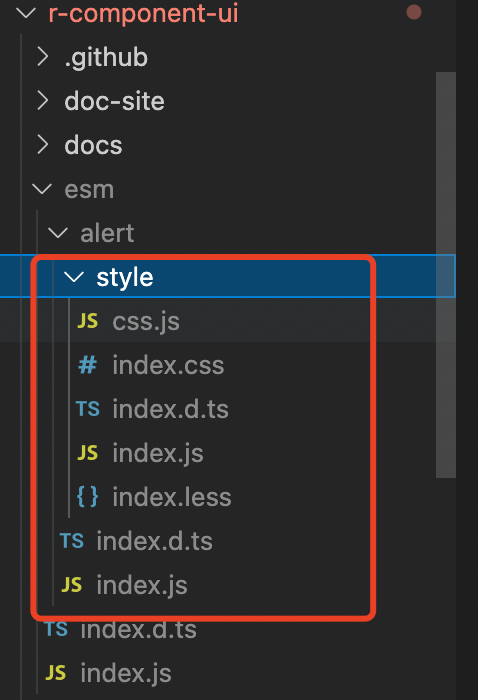 r-component-ui
.github
doc-site
docs
esm
alert
style
JS css.js
# index.css
TS index.d.ts
JS index.js
{} index.less
TS index.d.ts
JS index.js
TS index.d.ts
JS index.js